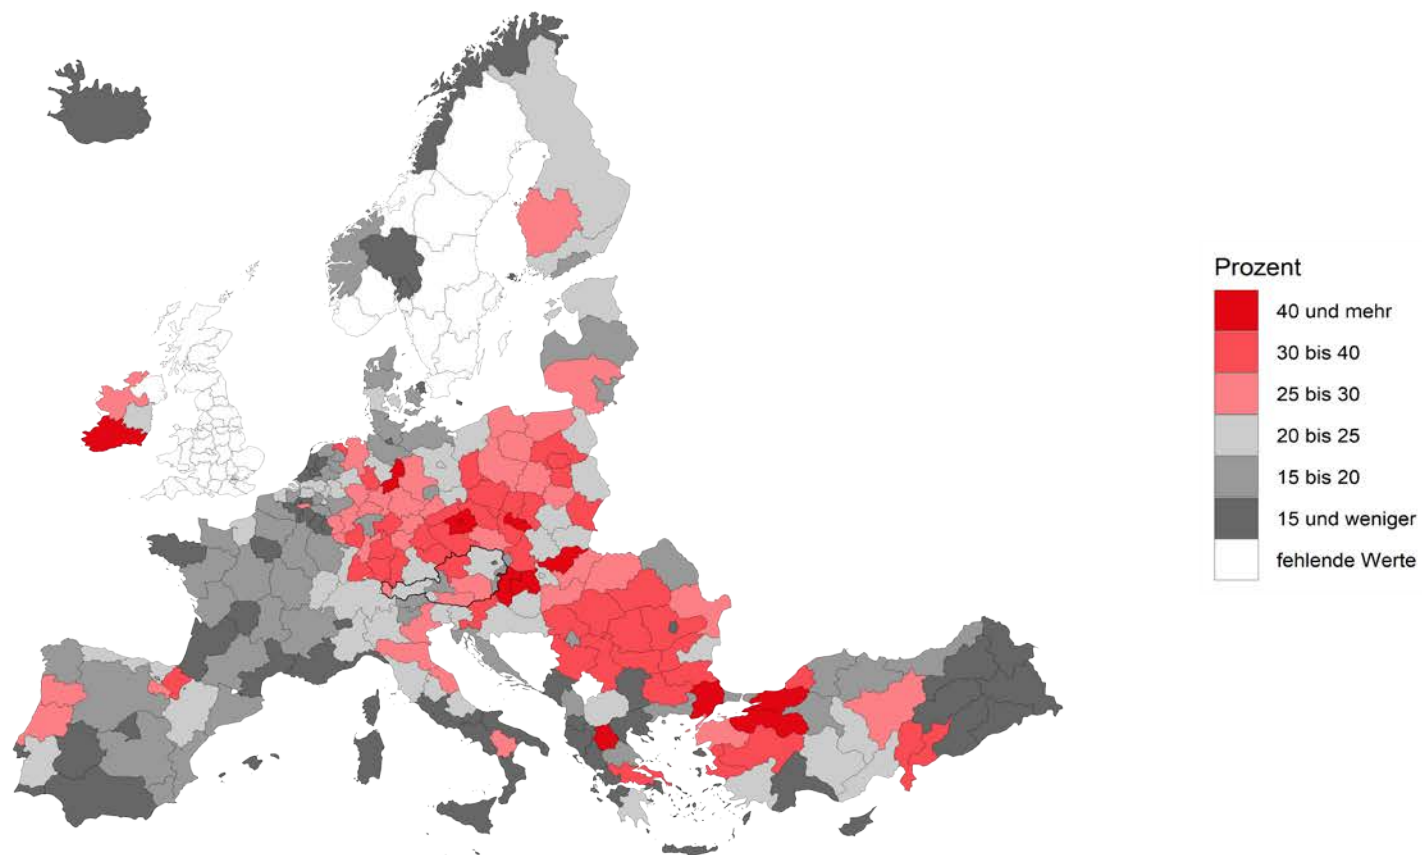 Prozent
40 und mehr
30 bis 40
25 bis 30
20 bis 25
15 bis 20
15 und weniger
fehlende Werte